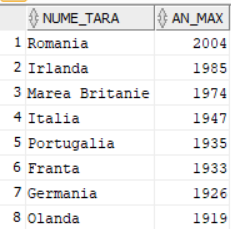 NUME_TARA AN_MAX
1 Romania 2004
2 Irlanda 1985
3 Marea Britanie 1974
4 Italia 1947
5 Portugalia 1935
6 Franta 1933
7 Germania 1926
8 Olanda 1919